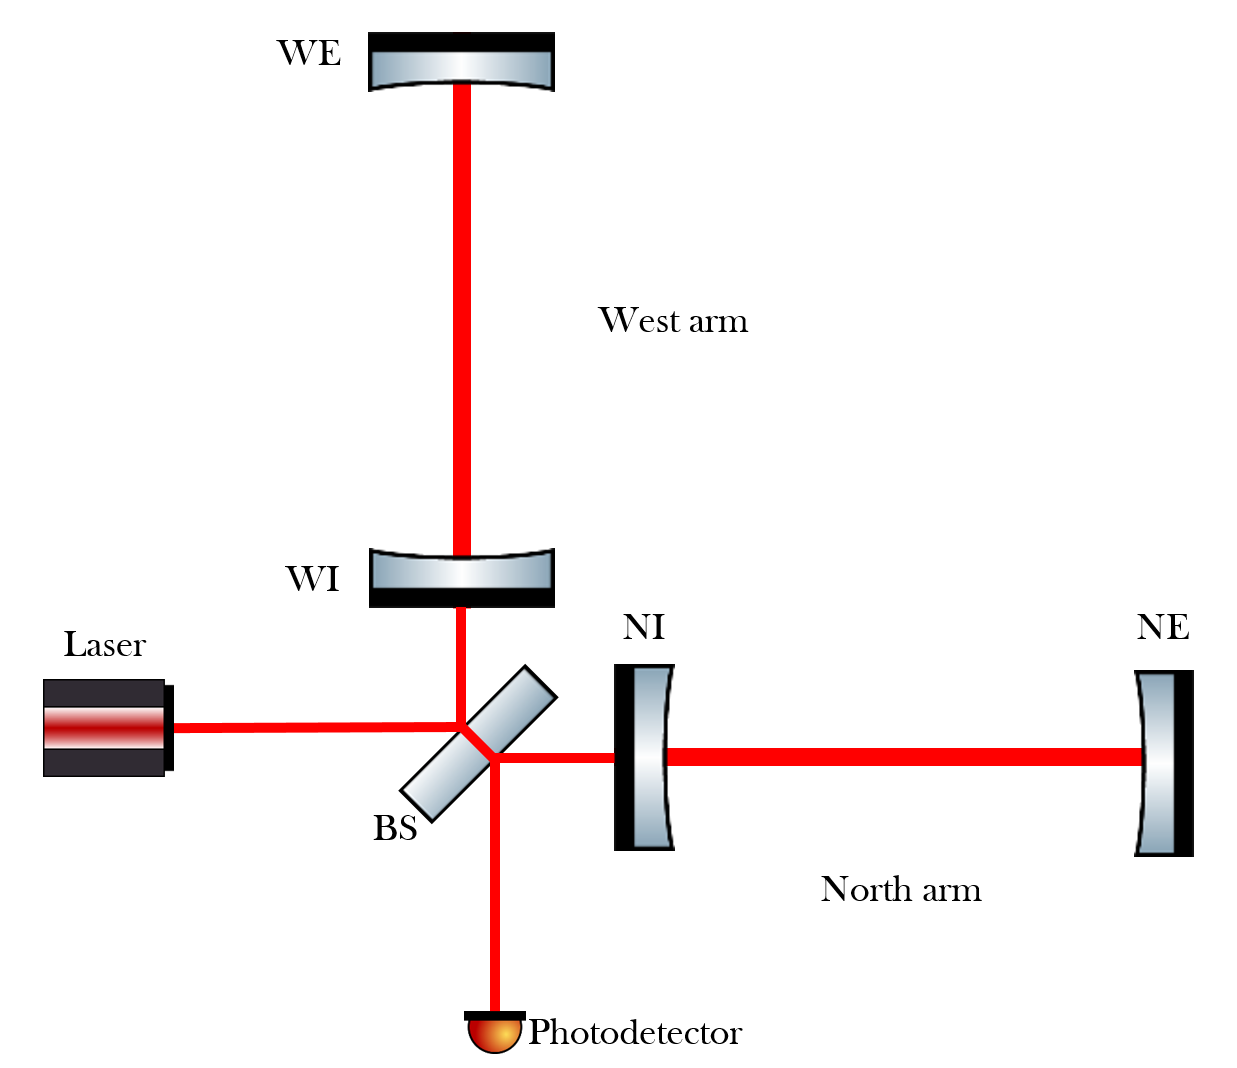 WE
West arm
WI
NI
NE
Laser
BS
North arm
Photodetector